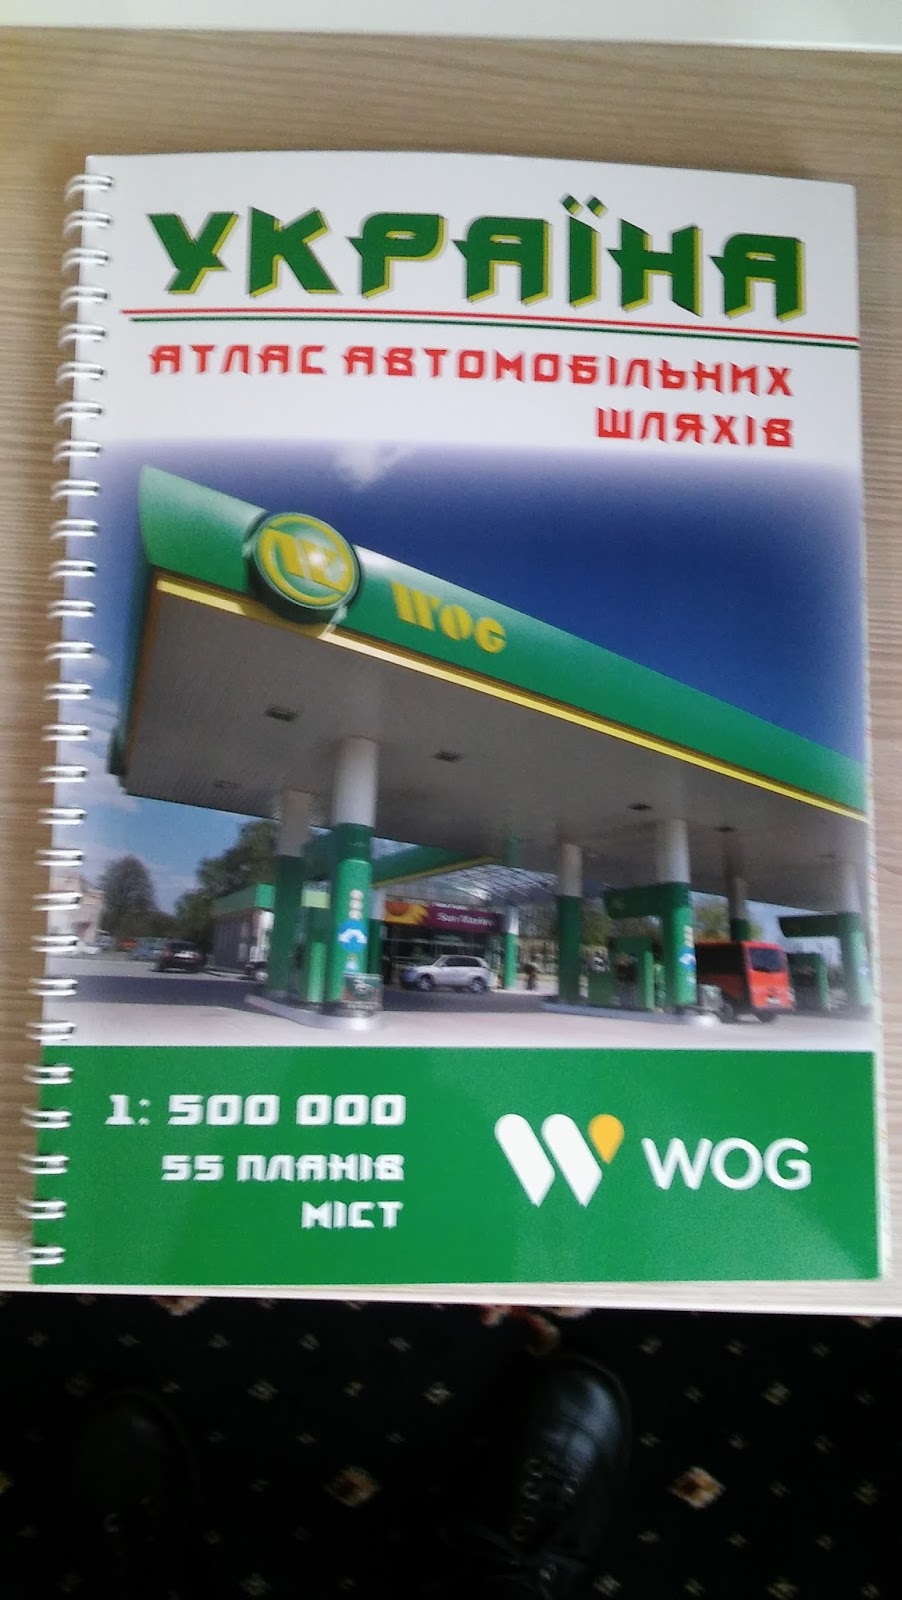 УКРАЇНА
АТЛАС АВТОМОБІЛЬНИХ
ШЛЯХІВ
WOG
1: 500 000
55 ПЛАНІВ
МІСТ
WOG